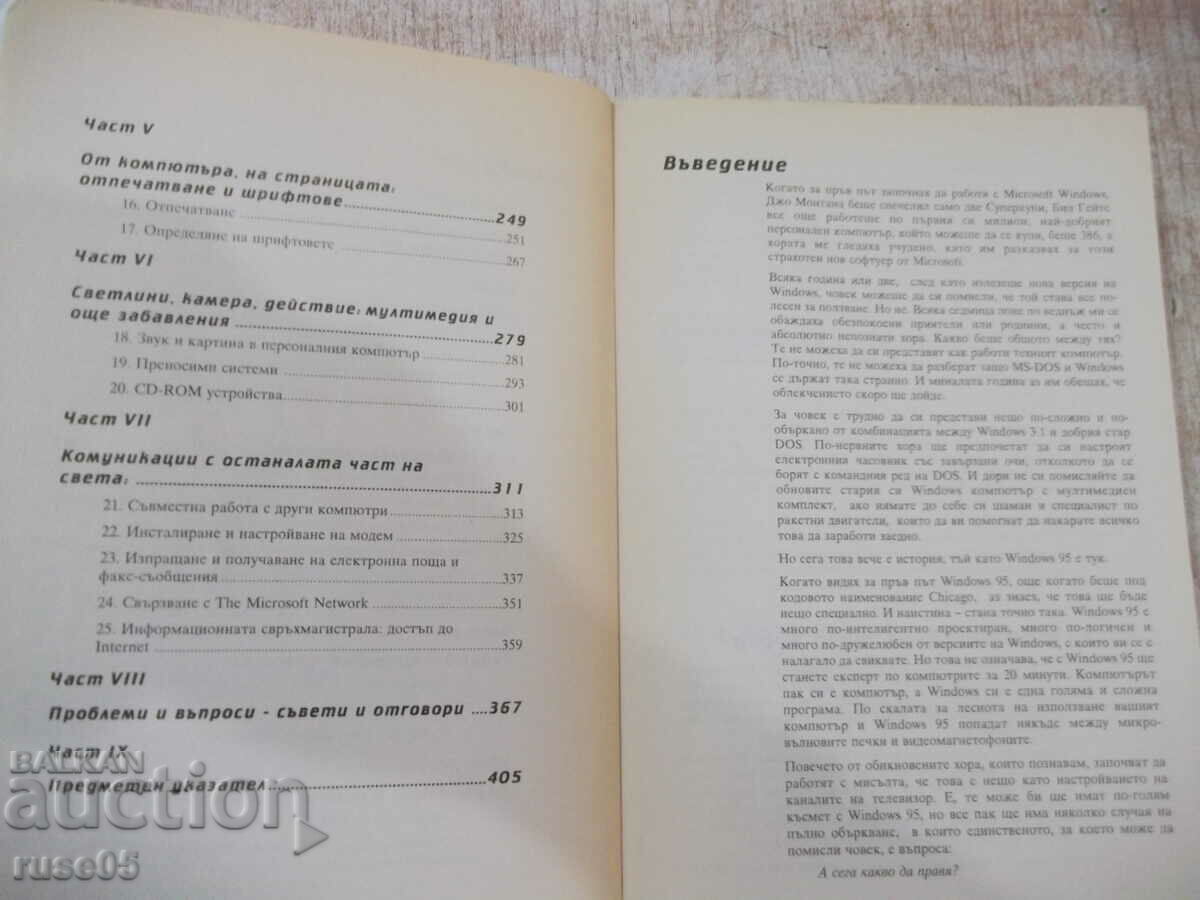 Част V
От компютъра, на страницата:
отпечатване и шрифтове ..... 249
16. Отпечатване ..... 251
17. Определяне на шрифтовете ..... 267
Част VI
Светлини, камера, действие: мултимедия и
още забавления ..... 279
18. Звук и картина в персоналния компютър ..... 281
19. Преносими системи ..... 293
20. CD-ROM устройства ..... 301
Част VII
Комуникации с останалата част на
света: ..... 311
21. Съвместна работа с други компютри ..... 313
22. Инсталиране и настройване на модем ..... 325
23. Изпращане и получаване на електронна поща и
факс-съобщения ..... 337
24. Свързване с The Microsoft Network ..... 351
25. Информационната свръхмагистрала: достъп до
Internet ..... 359
Част VIII
Проблеми и въпроси - съвети и отговори .... 367
Част IX
Предметен указател ..... 405
Въведение
Когато за пръв път започнах да работя с Microsoft Windows,
Джо Монтана беше спечелил само две Суперкупи, Бил Гейтс
все още работеше по първия си милион, най-добрият
персонален компютър, който можеше да се купи, беше 386, а
хората ме гледаха учудено, като им разказвах за този
страхотен нов софтуер от Microsoft.
Всяка година или две, след като излезеше нова версия на
Windows, човек можеше да си помисли, че той става все по-
лесен за ползване. Но не. Всяка седмица поне по веднъж ми се
обаждаха обезпокоени приятели или роднини, а често и
абсолютно непознати хора. Какво беше общото между тях?
Те не можеха да си представят как работи техният компютър.
По-точно, те не можеха да разберат защо MS-DOS и Windows
се държат така странно. И миналата година аз им обещах, че
облекчението скоро ще дойде.
За човек е трудно да си представи нещо по-сложно и по-
объркано от комбинацията между Windows 3.1 и добрия стар
DOS. По-нервните хора ще предпочетат да си настроят
електронния часовник със завързани очи, отколкото да се
борят с командния ред на DOS. И дори не си помисляйте да
обновите стария си Windows компютър с мултимедиен
комплект, ако нямате до себе си шаман и специалист по
ракетни двигатели, които да ви помогнат да накарате всичко
това да заработи заедно.
Но сега това вече е история, тъй като Windows 95 е тук.
Когато видях за пръв път Windows 95, още когато беше под
кодовото наименование Chicago, аз знаех, че това ще бъде
нещо специално. И наистина – стана точно така. Windows 95 е
много по-интелигентно проектиран, много по-логичен и
много по-дружелюбен от версиите на Windows, с които ви се е
налагало да свиквате. Но това не означава, че с Windows 95 ще
станете експерт по компютрите за 20 минути. Компютърът
пак си е компютър, а Windows си е една голяма и сложна
програма. По скалата за леснота на използване вашият
компютър и Windows 95 попадат някъде между микро-
вълновите печки и видеомагнетофоните.
Повечето от обикновените хора, които познавам, започват да
работят с мисълта, че това е нещо като настройването на
каналите на телевизор. Е, те може би ще имат по-голям
късмет с Windows 95, но все пак ще има няколко случая на
пълно объркване, в които единственото, за което може да
помисли човек, е въпроса:
А сега какво да правя?
BALKAN
auction
ruse05